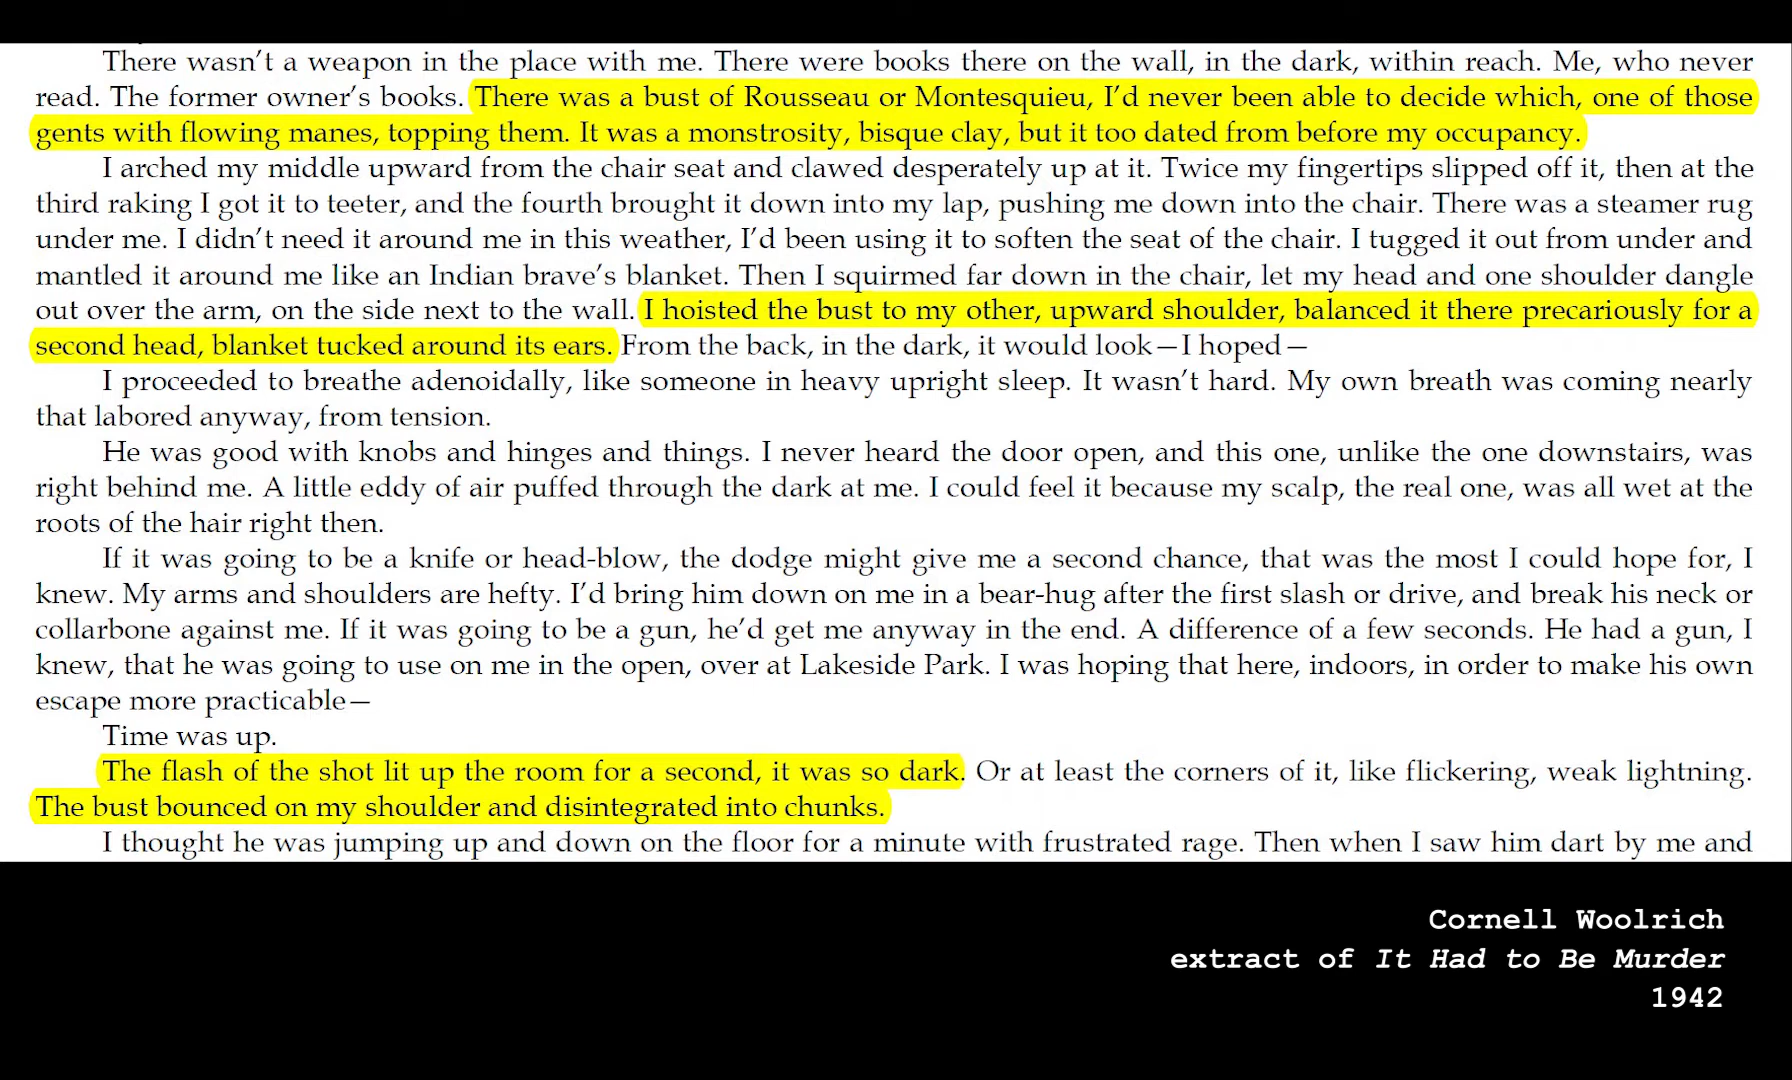 There wasn’t a weapon in the place with me. There were books there on the wall, in the dark, within reach. Me, who never
read. The former owner’s books. There was a bust of Rousseau or Montesquieu, I’d never been able to decide which, one of those
gents with flowing manes, topping them. It was a monstrosity, bisque clay, but it too dated from before my occupancy.
I arched my middle upward from the chair seat and clawed desperately up at it. Twice my fingertips slipped off it, then at the
third raking I got it to teeter, and the fourth brought it down into my lap, pushing me down into the chair. There was a steamer rug
under me. I didn’t need it around me in this weather, I’d been using it to soften the seat of the chair. I tugged it out from under and
mantled it around me like an Indian brave’s blanket. Then I squirmed far down in the chair, let my head and one shoulder dangle
out over the arm, on the side next to the wall. I hoisted the bust to my other, upward shoulder, balanced it there precariously for a
second head, blanket tucked around its ears. From the back, in the dark, it would look—I hoped—
I proceeded to breathe adenoidally, like someone in heavy upright sleep. It wasn’t hard. My own breath was coming nearly
that labored anyway, from tension.
He was good with knobs and hinges and things. I never heard the door open, and this one, unlike the one downstairs, was
right behind me. A little eddy of air puffed through the dark at me. I could feel it because my scalp, the real one, was all wet at the
roots of the hair right then.
If it was going to be a knife or head-blow, the dodge might give me a second chance, that was the most I could hope for, I
knew. My arms and shoulders are hefty. I’d bring him down on me in a bear-hug after the first slash or drive, and break his neck or
collarbone against me. If it was going to be a gun, he’d get me anyway in the end. A difference of a few seconds. He had a gun, I
knew, that he was going to use on me in the open, over at Lakeside Park. I was hoping that here, indoors, in order to make his own
escape more practicable—
Time was up.
The flash of the shot lit up the room for a second, it was so dark. Or at least the corners of it, like flickering, weak lightning.
The bust bounced on my shoulder and disintegrated into chunks.
I thought he was jumping up and down on the floor for a minute with frustrated rage. Then when I saw him dart by me and
Cornell Woolrich
extract of It Had to Be Murder
1942